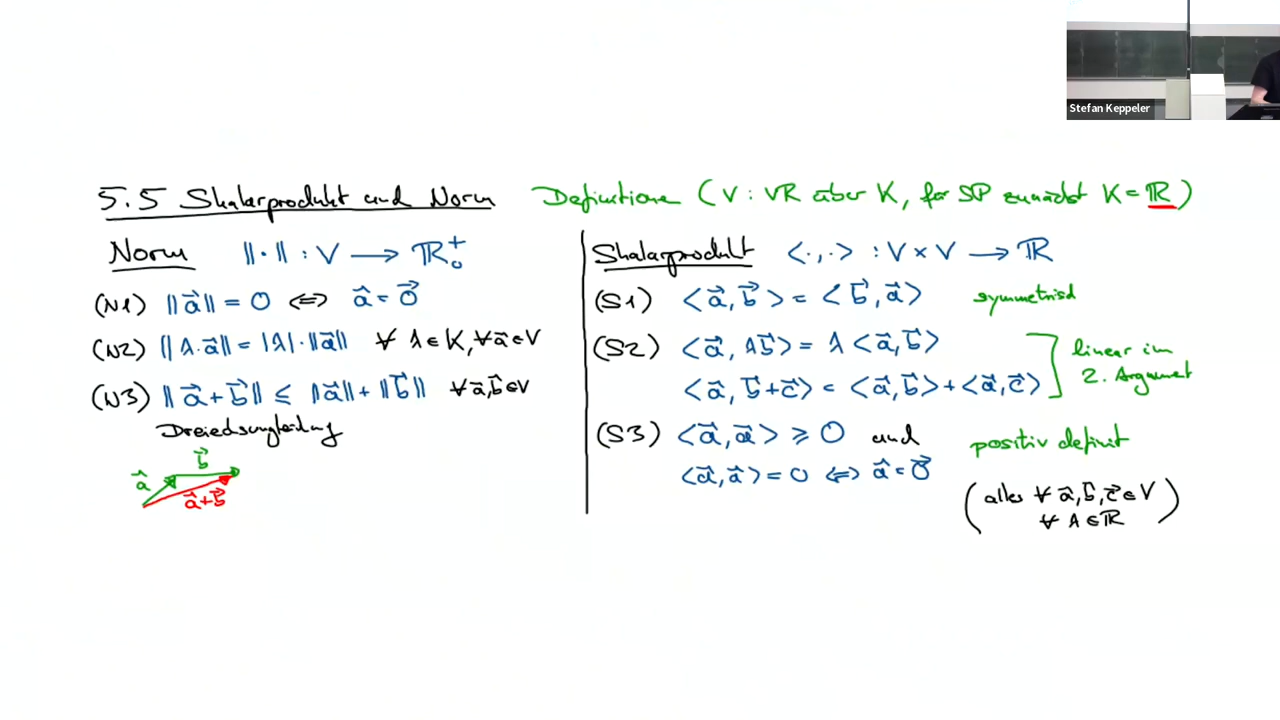 Stefan Keppeler
5.5 Skalarprodukt und Norm Definitionen (V : VR über K, für SP zunächst K = ℝ)
Norm ‖·‖ : V ⟶ ℝ₀⁺
(N1) ‖a⃗‖ = 0 ⇔ a⃗ = 0⃗
(N2) ‖λ·a⃗‖ = |λ|·‖a⃗‖ ∀ λ ∈ K, ∀ a⃗ ∈ V
(N3) ‖a⃗ + b⃗‖ ≤ ‖a⃗‖ + ‖b⃗‖ ∀ a⃗, b⃗ ∈ V
Dreiecksungleichung
b⃗
a⃗
a⃗+b⃗
Skalarprodukt <·,·> : V × V ⟶ ℝ
(S1) <a⃗, b⃗> = <b⃗, a⃗> symmetrisch
(S2) <a⃗, λb⃗> = λ <a⃗, b⃗>
<a⃗, b⃗+c⃗> = <a⃗, b⃗> + <a⃗, c⃗>
linear im
2. Argument
(S3) <a⃗, a⃗> ≥ 0 und
<a⃗, a⃗> = 0 ⇔ a⃗ = 0⃗
positiv definit
(alles ∀ a⃗, b⃗, c⃗ ∈ V
∀ λ ∈ ℝ)